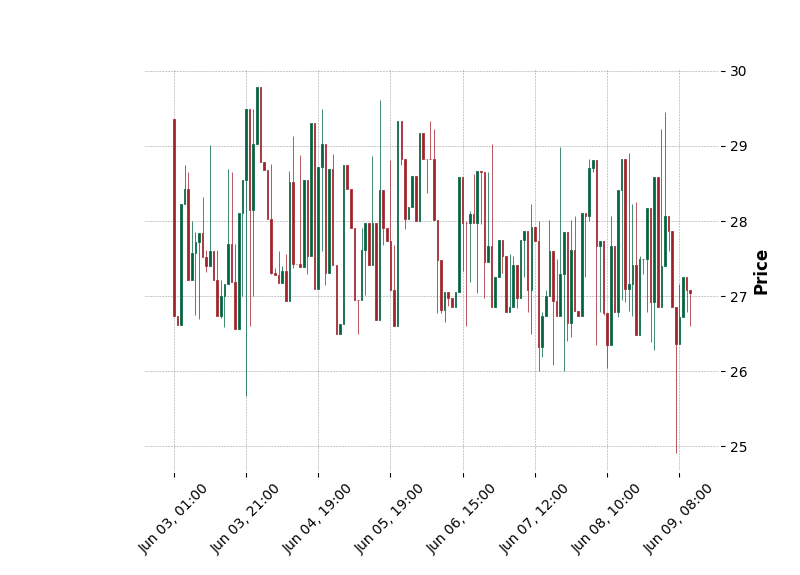 30
29
28
27
26
25
Price
Jun 03, 01:00
Jun 03, 21:00
Jun 04, 19:00
Jun 05, 19:00
Jun 06, 15:00
Jun 07, 12:00
Jun 08, 10:00
Jun 09, 08:00